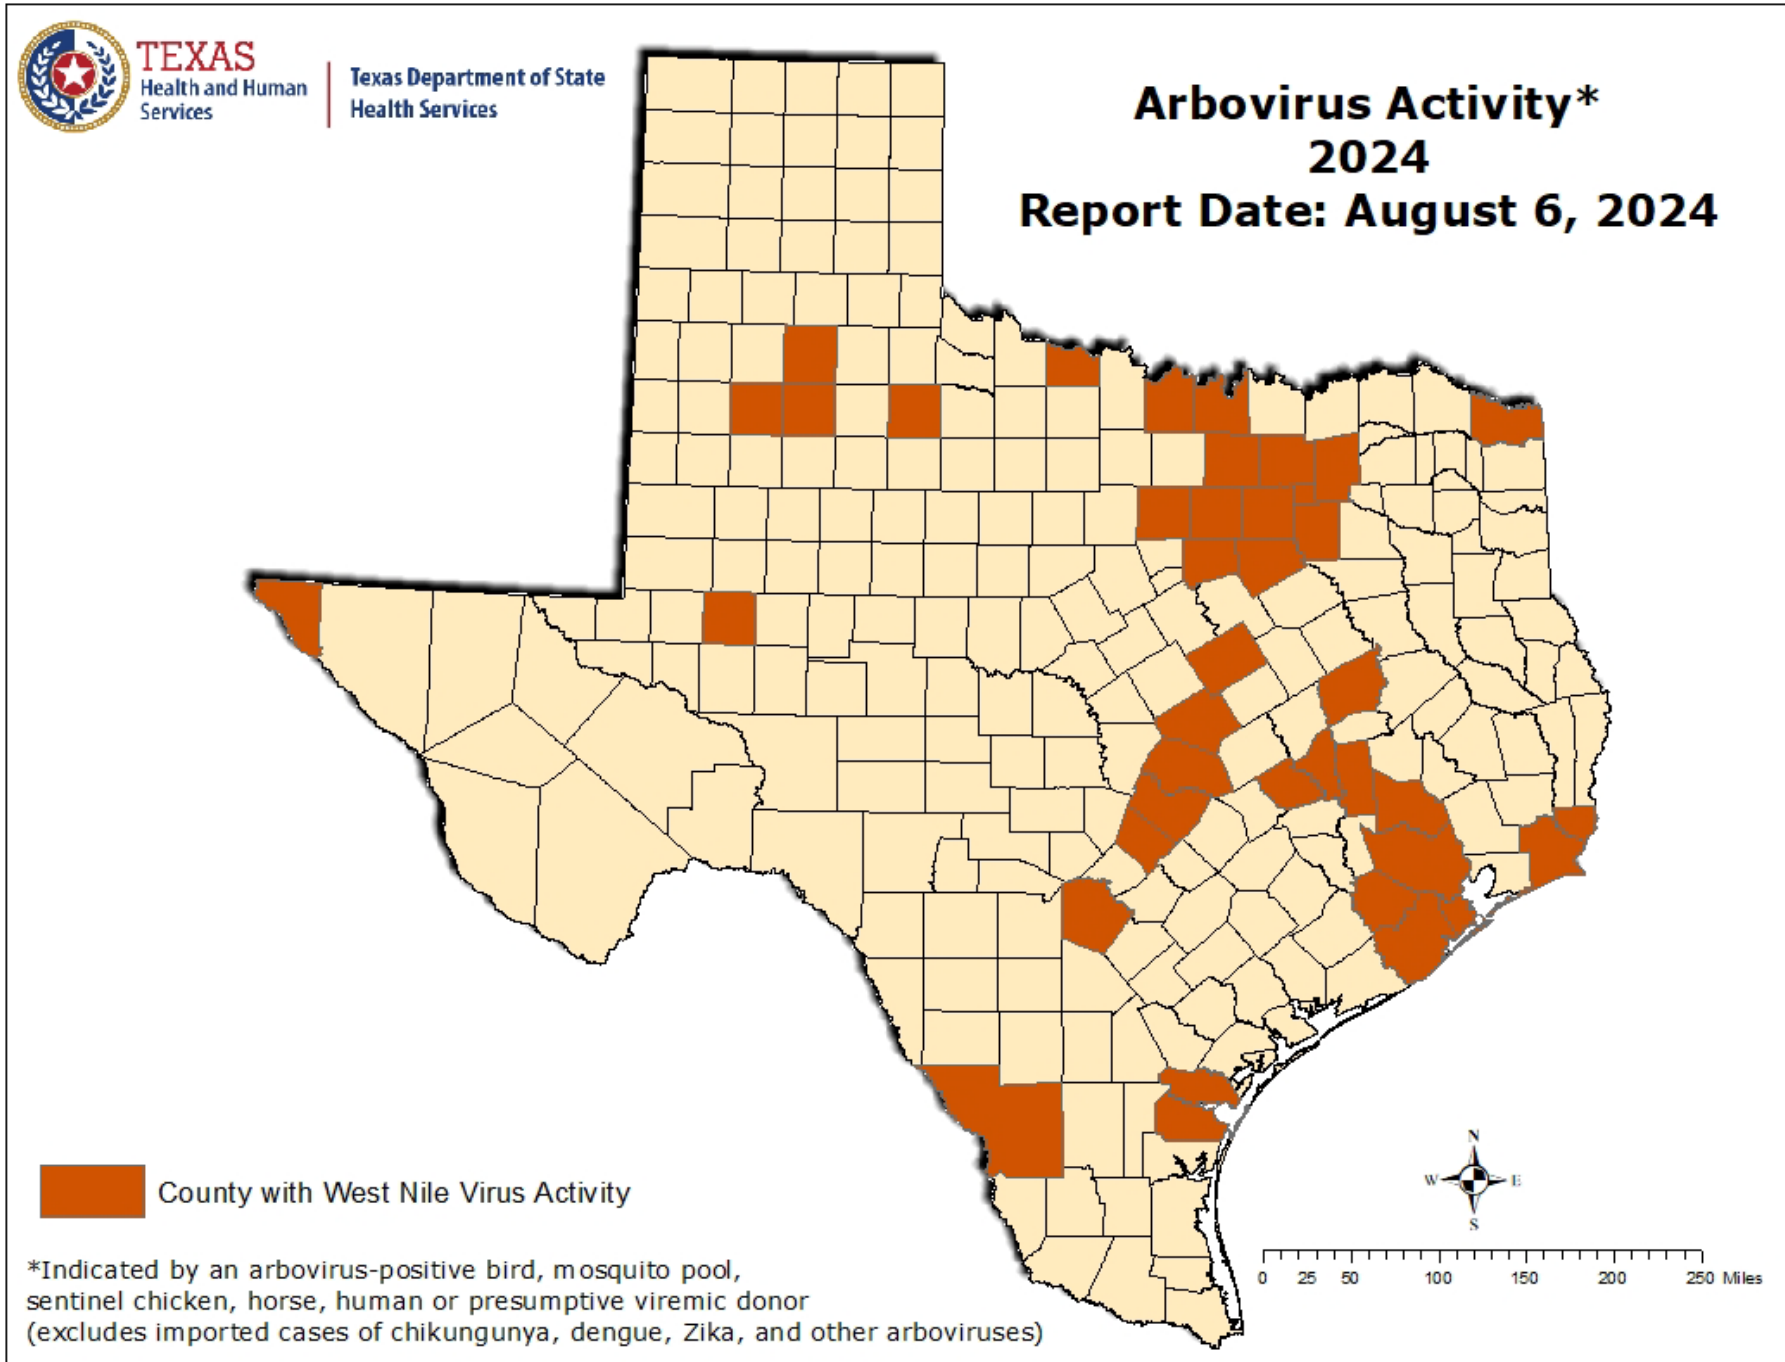 TEXAS
Health and Human
Services
Texas Department of State
Health Services
Arbovirus Activity*
2024
Report Date: August 6, 2024
County with West Nile Virus Activity
*Indicated by an arbovirus-positive bird, mosquito pool,
sentinel chicken, horse, human or presumptive viremic donor
(excludes imported cases of chikungunya, dengue, Zika, and other arboviruses)
N
W E
S
0 25 50 100 150 200 250 Miles